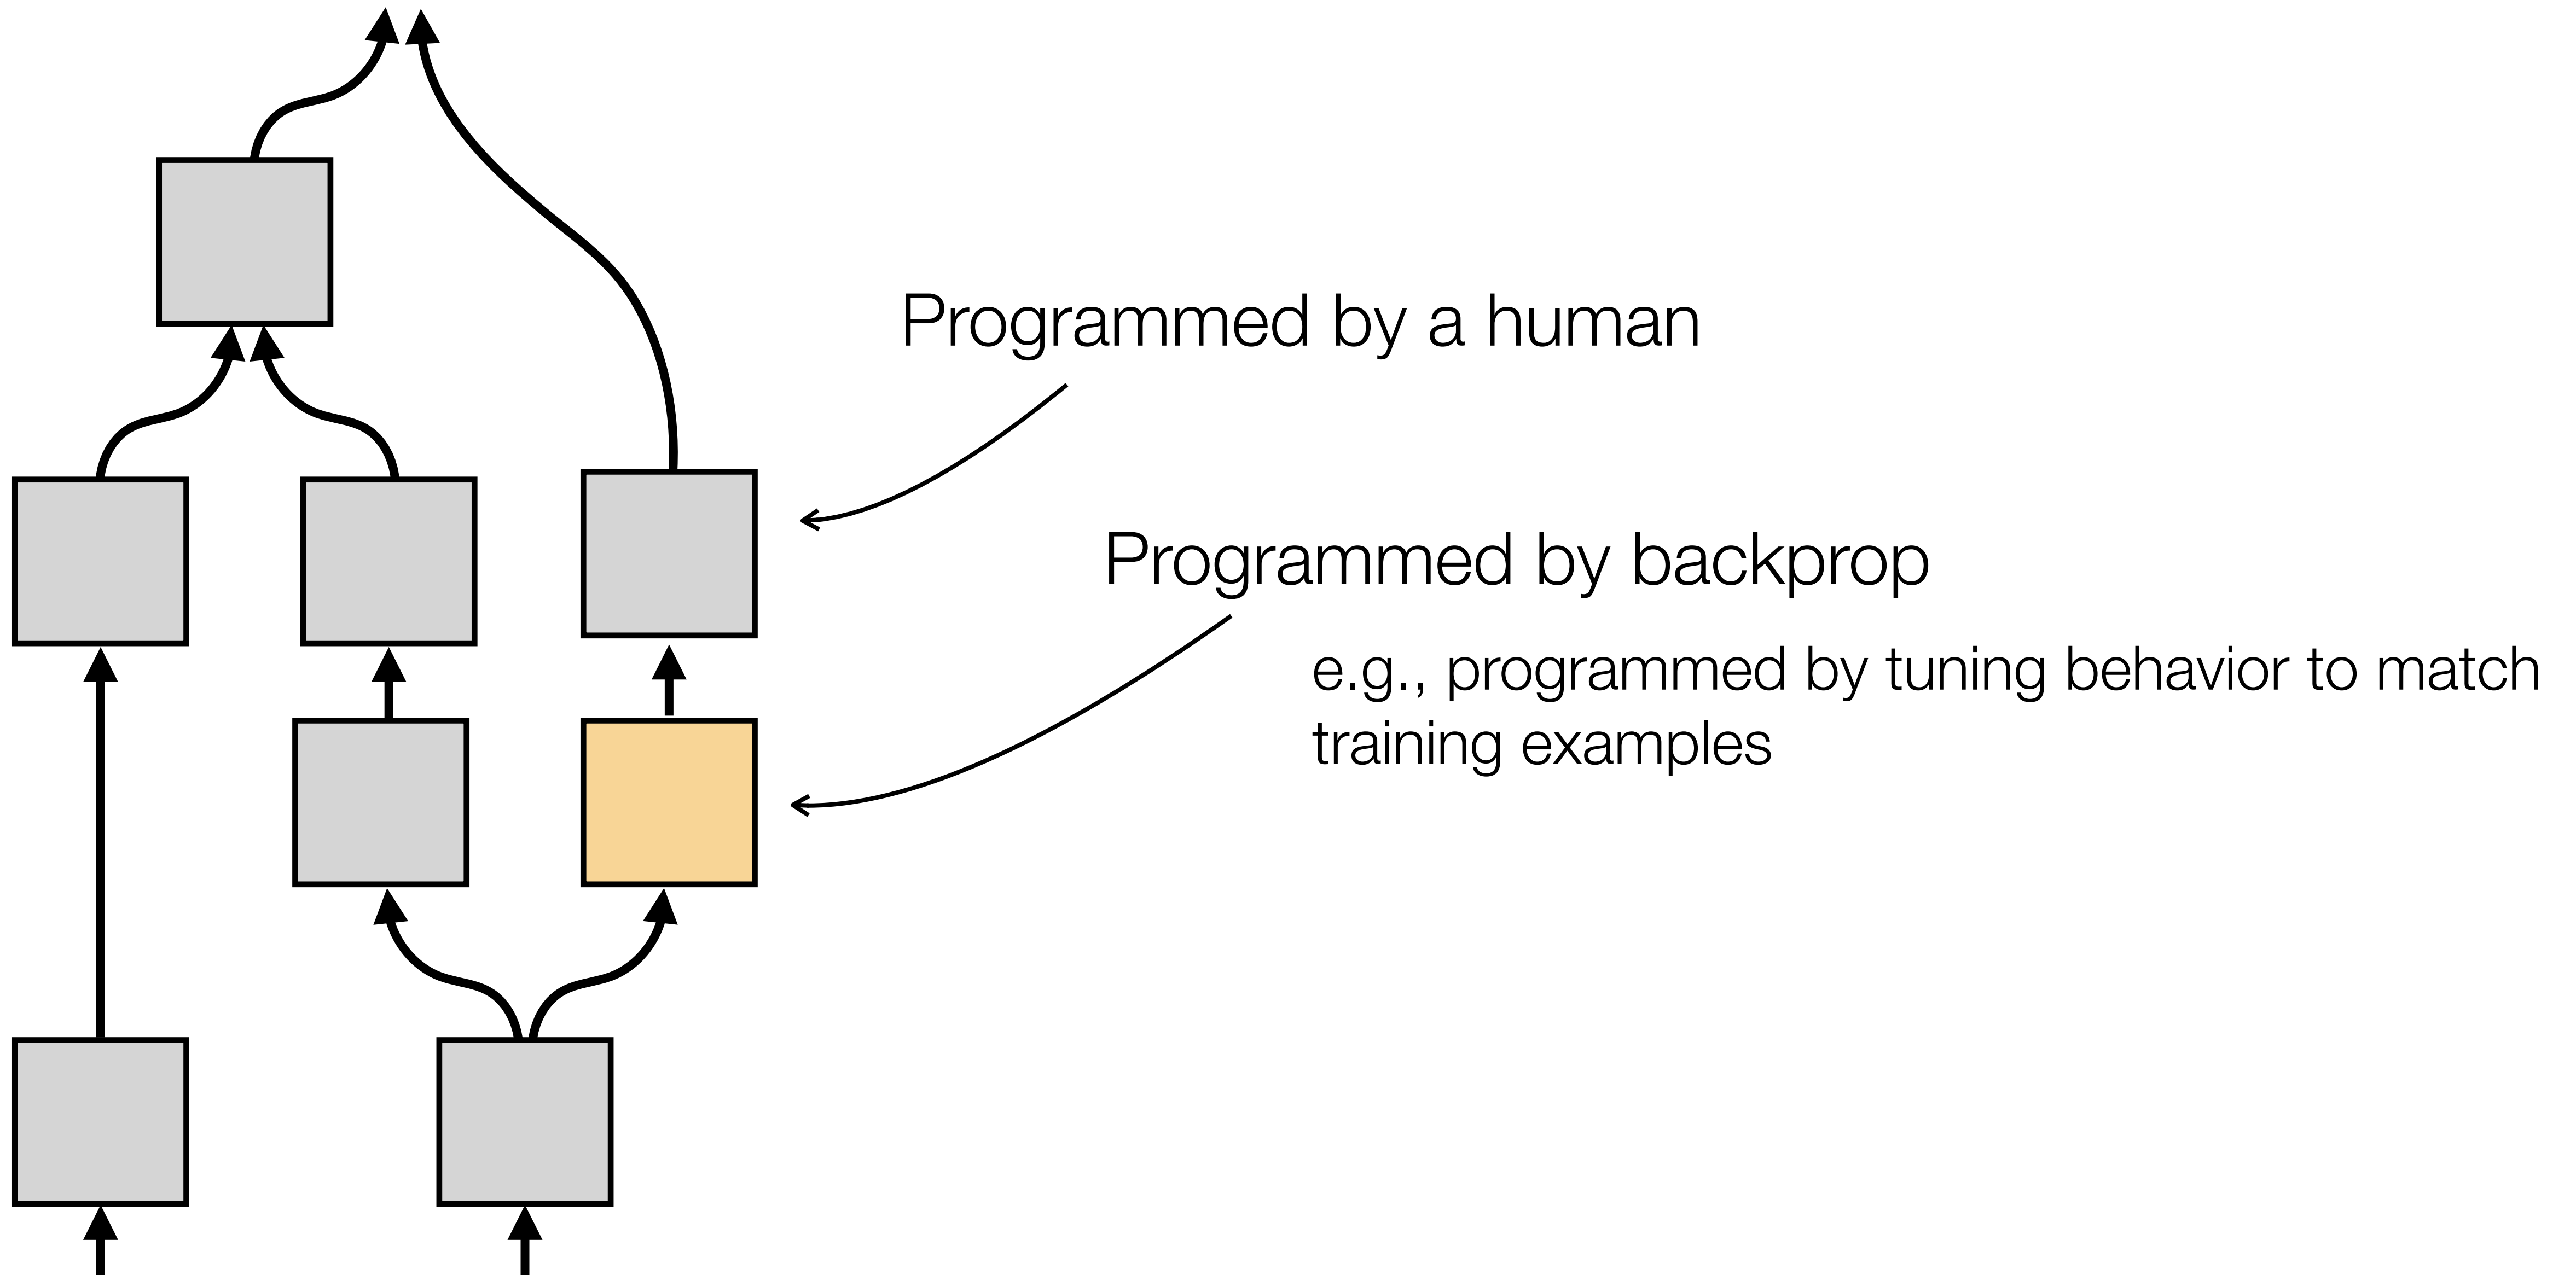 Programmed by a human
Programmed by backprop
e.g., programmed by tuning behavior to match
training examples